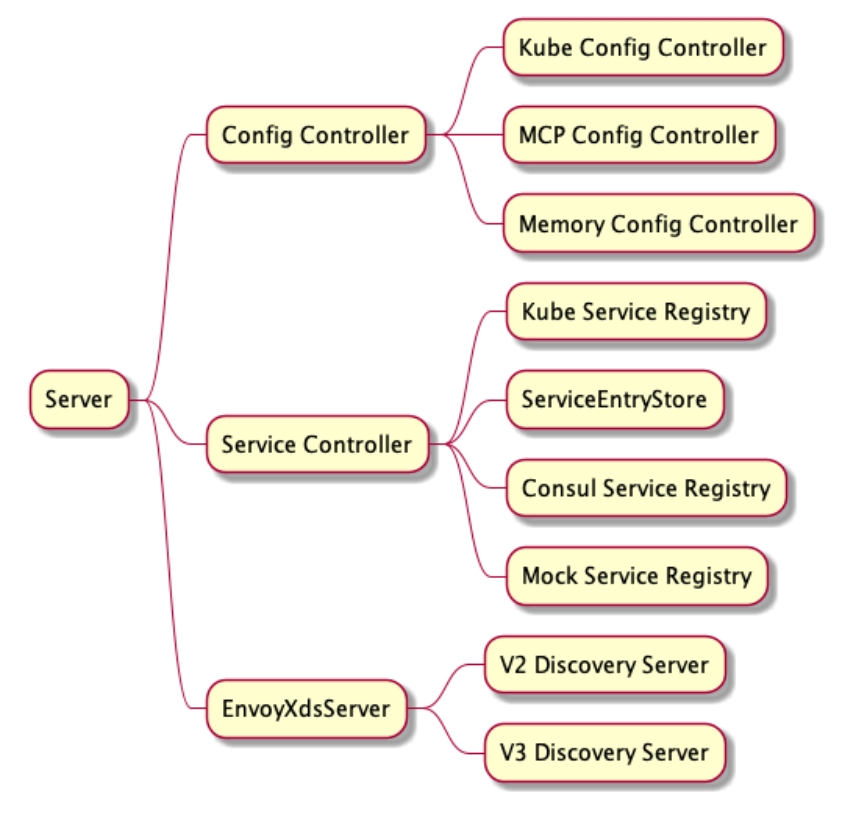 Server
Config Controller
Kube Config Controller
MCP Config Controller
Memory Config Controller
Service Controller
Kube Service Registry
ServiceEntryStore
Consul Service Registry
Mock Service Registry
EnvoyXdsServer
V2 Discovery Server
V3 Discovery Server